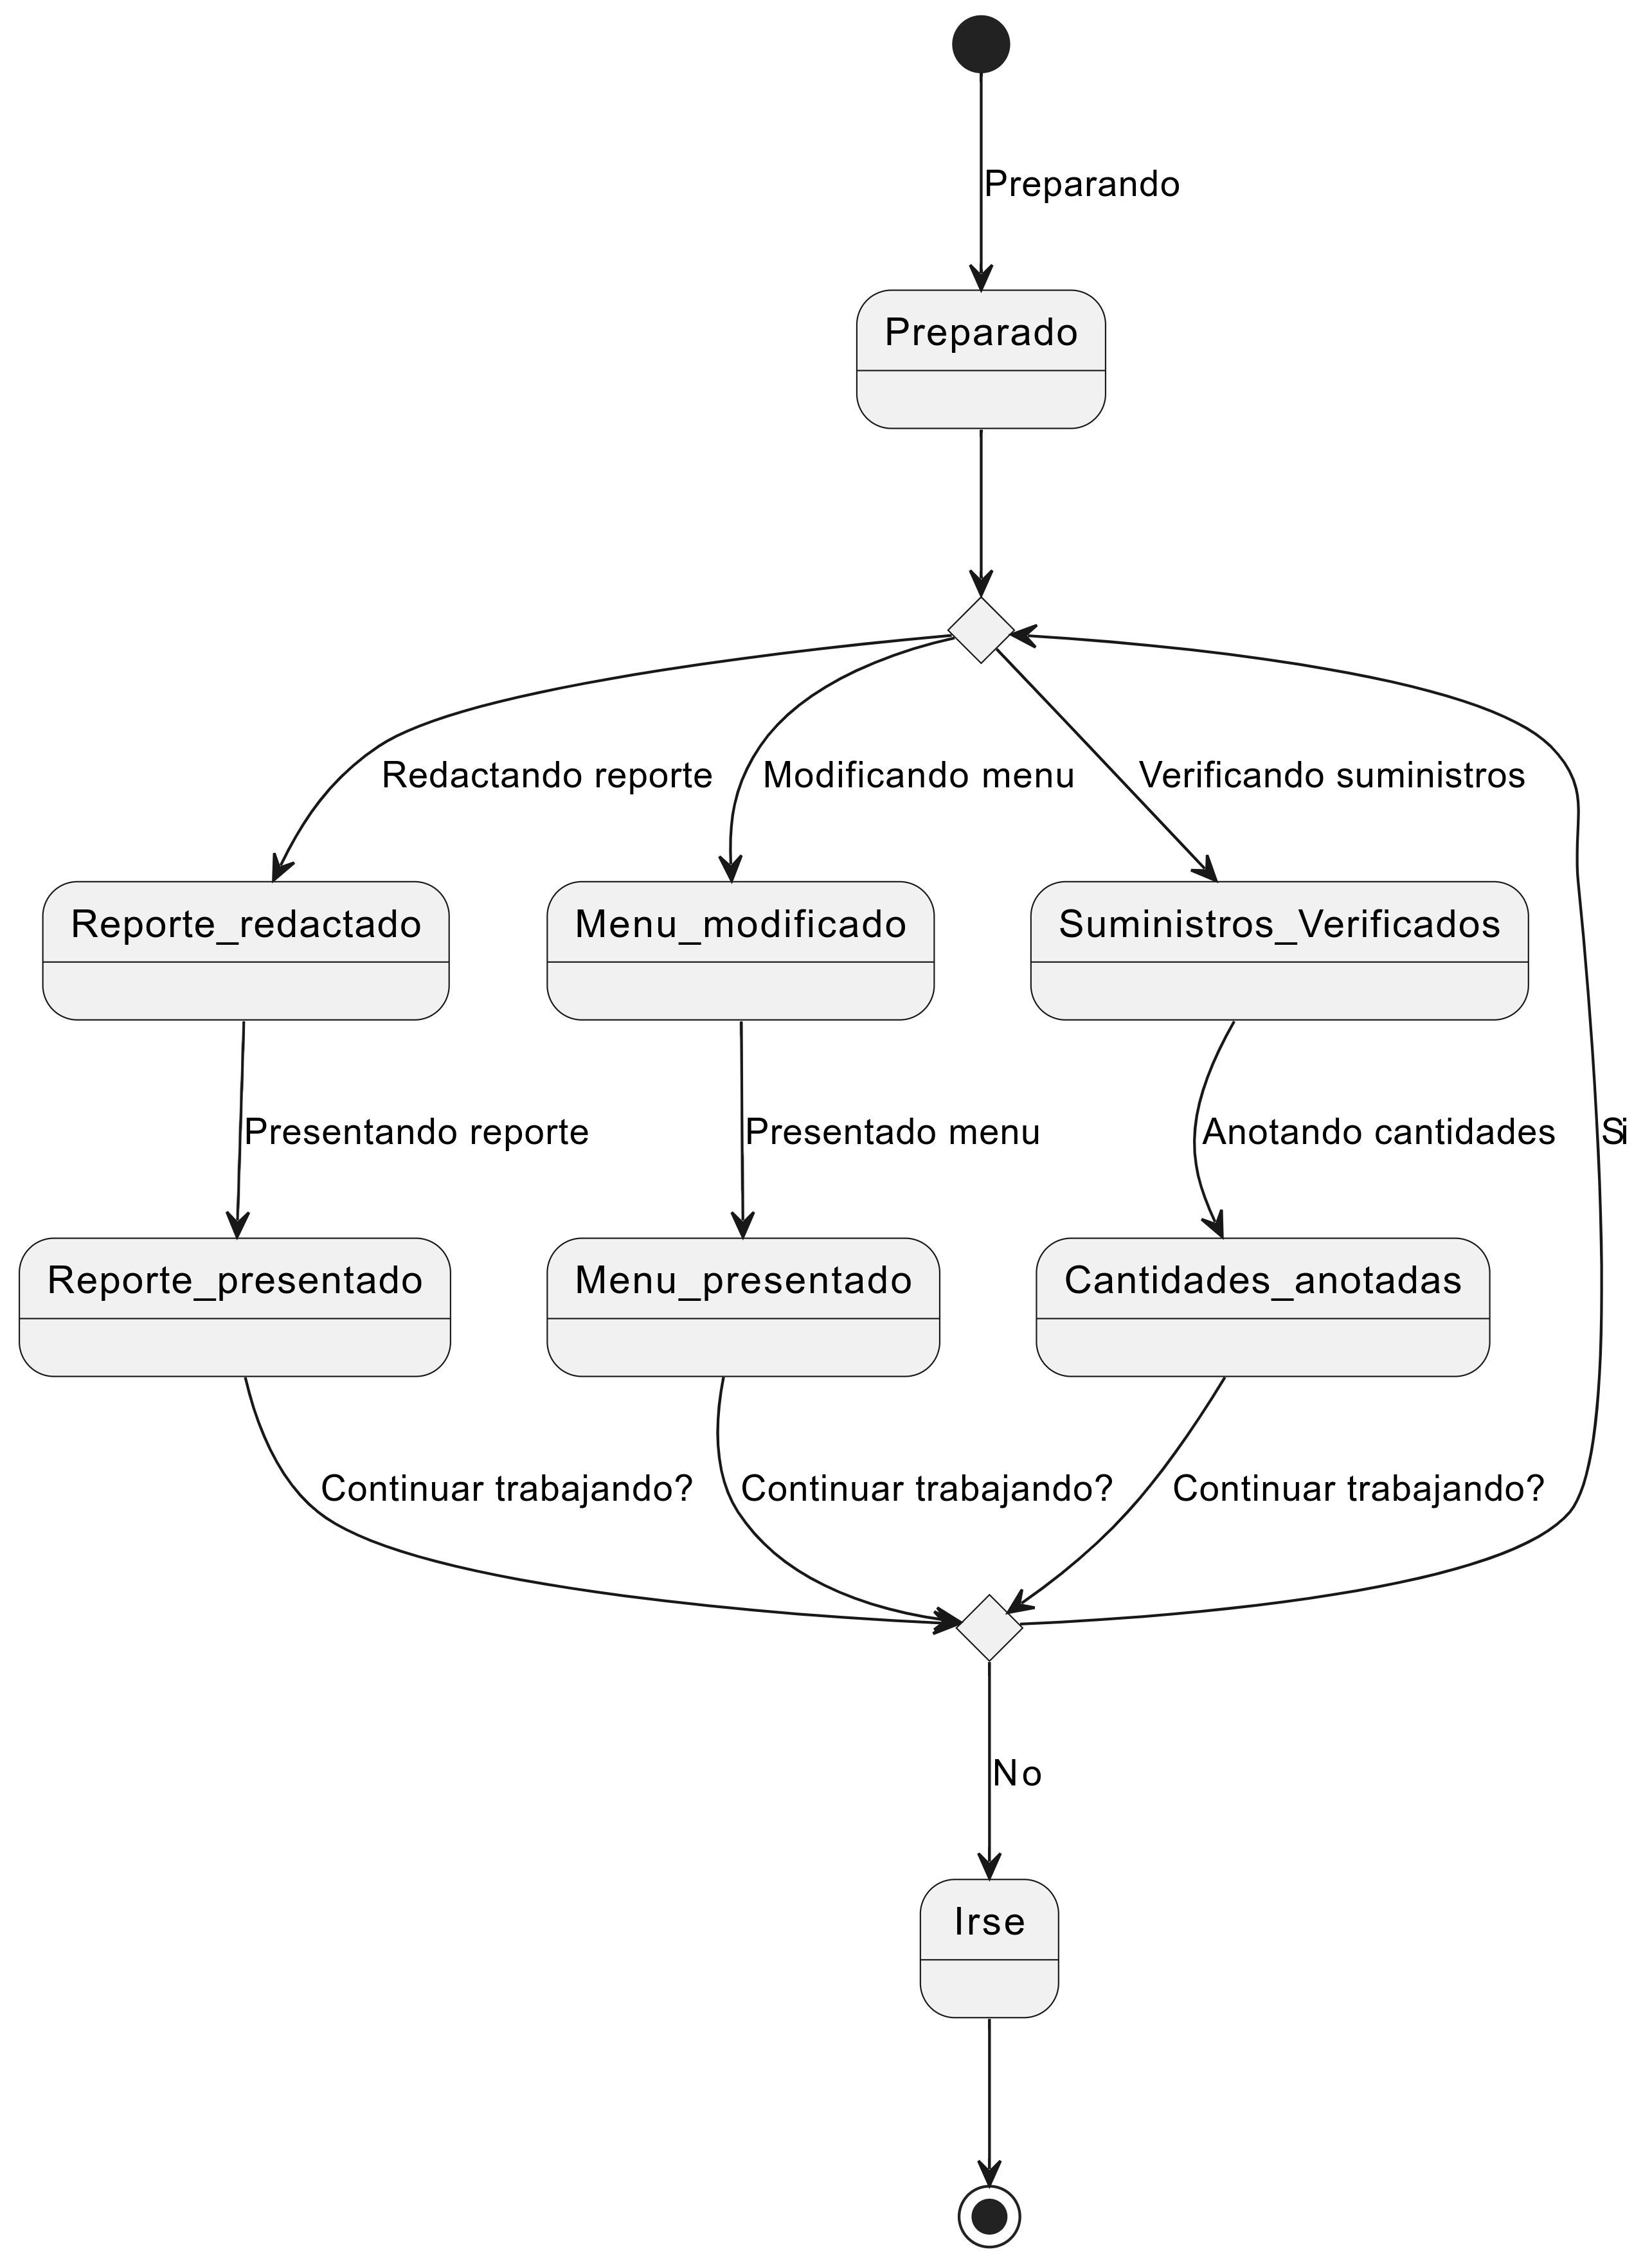 Preparando
Preparado
Redactando reporte
Modificando menu
Verificando suministros
Reporte_redactado
Menu_modificado
Suministros_Verificados
Presentando reporte
Presentado menu
Anotando cantidades
Si
Reporte_presentado
Menu_presentado
Cantidades_anotadas
Continuar trabajando?
Continuar trabajando?
Continuar trabajando?
No
Irse